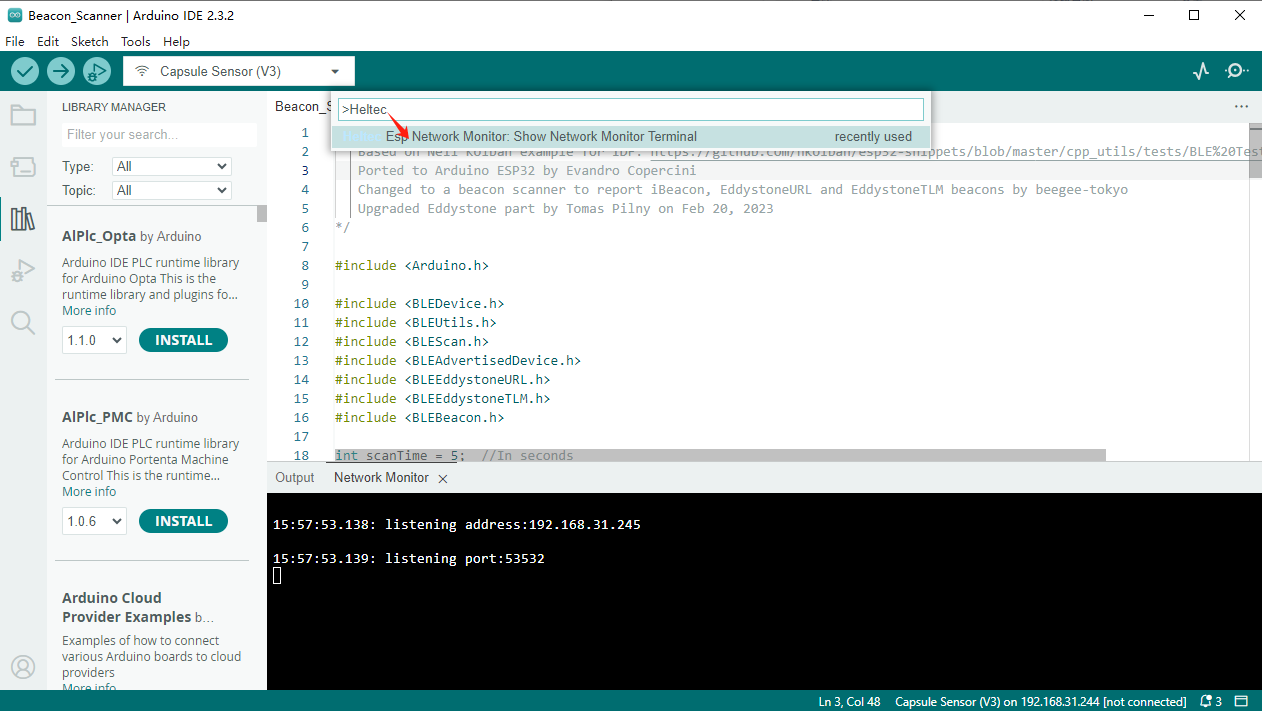 Beacon_Scanner | Arduino IDE 2.3.2
File Edit Sketch Tools Help
Capsule Sensor (V3)
LIBRARY MANAGER
Filter your search...
Type: All
Topic: All
AlPlc_Opta by Arduino
Arduino IDE PLC runtime library
for Arduino Opta This is the
runtime library and plugins fo...
More info
1.1.0 INSTALL
AlPlc_PMC by Arduino
Arduino IDE PLC runtime library
for Arduino Portenta Machine
Control This is the runtime...
More info
1.0.6 INSTALL
Arduino Cloud
Provider Examples b...
Examples of how to connect
various Arduino boards to cloud
providers
More info
Beacon_S
>Heltec
Heltec Esp Network Monitor: Show Network Monitor Terminal recently used
1
2 Based on Neil Kolban example for IDF: https://github.com/nkolban/esp32-snippets/blob/master/cpp_utils/tests/BLE%20Tes
3 Ported to Arduino ESP32 by Evandro Copercini
4 Changed to a beacon scanner to report iBeacon, EddystoneURL and EddystoneTLM beacons by beegee-tokyo
5 Upgraded Eddystone part by Tomas Pilny on Feb 20, 2023
6 */
7
8 #include <Arduino.h>
9
10 #include <BLEDevice.h>
11 #include <BLEUtils.h>
12 #include <BLEScan.h>
13 #include <BLEAdvertisedDevice.h>
14 #include <BLEEddystoneURL.h>
15 #include <BLEEddystoneTLM.h>
16 #include <BLEBeacon.h>
17
18 int scanTime = 5; //In seconds
Output Network Monitor
15:57:53.138: listening address:192.168.31.245
15:57:53.139: listening port:53532
Ln 3, Col 48 Capsule Sensor (V3) on 192.168.31.244 [not connected] 3